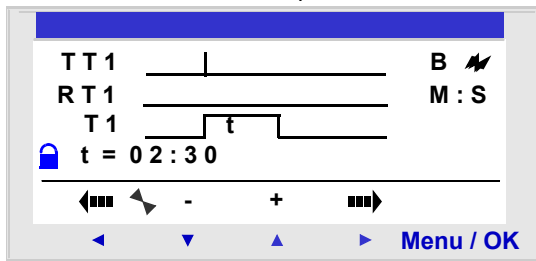 TT1 B
RT1 M:S
T1 t
t = 02:30
- +
Menu / OK